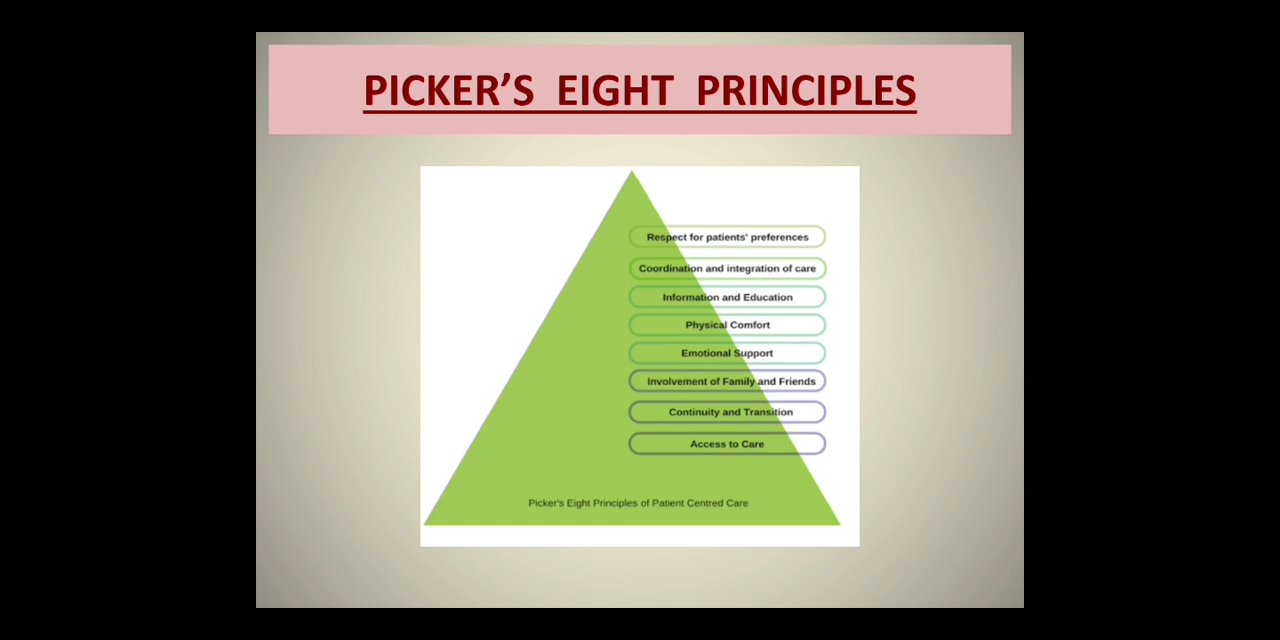 PICKER’S EIGHT PRINCIPLES
Respect for patients' preferences
Coordination and integration of care
Information and Education
Physical Comfort
Emotional Support
Involvement of Family and Friends
Continuity and Transition
Access to Care
Picker's Eight Principles of Patient Centred Care